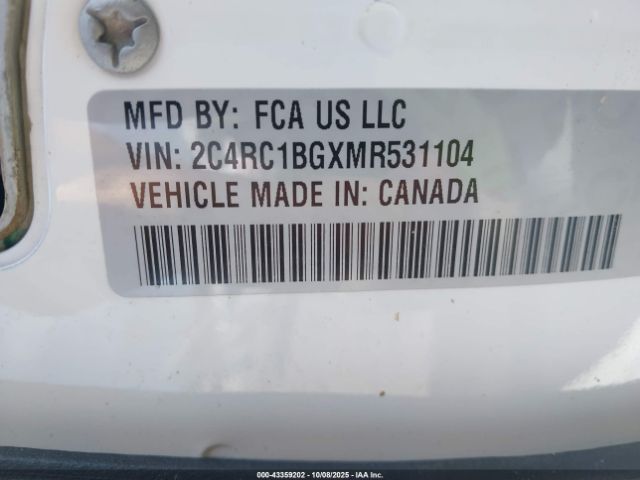 MFD BY: FCA US LLC
VIN: 2C4RC1BGXMR531104
VEHICLE MADE IN: CANADA
000-43359202 - 10/08/2025 - IAA Inc.